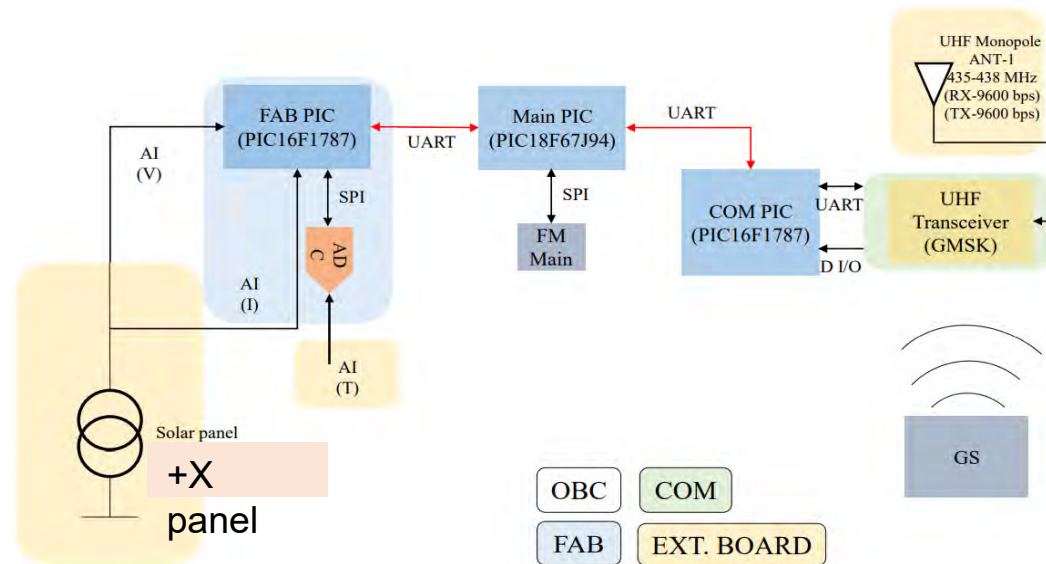 UHF Monopole
ANT-1
435-438 MHz
(RX-9600 bps)
(TX-9600 bps)
FAB PIC
(PIC16F1787)
UART
Main PIC
(PIC18F67J94)
UART
AI
(V)
SPI
SPI
COM PIC
(PIC16F1787)
UART
UHF
Transceiver
(GMSK)
AD
C
FM
Main
D I/O
AI
(I)
AI
(T)
Solar panel
+X
panel
GS
OBC
COM
FAB
EXT. BOARD